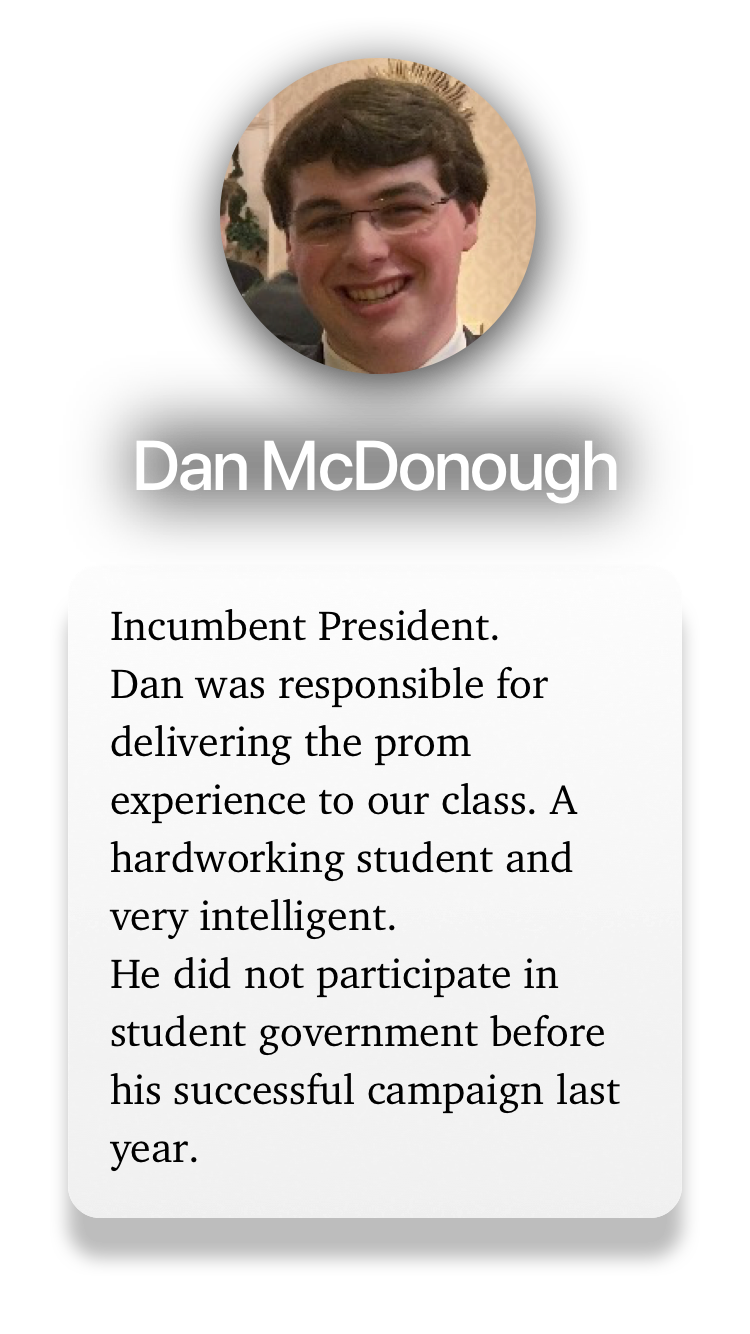 Dan McDonough
Incumbent President.
Dan was responsible for
delivering the prom
experience to our class. A
hardworking student and
very intelligent.
He did not participate in
student government before
his successful campaign last
year.